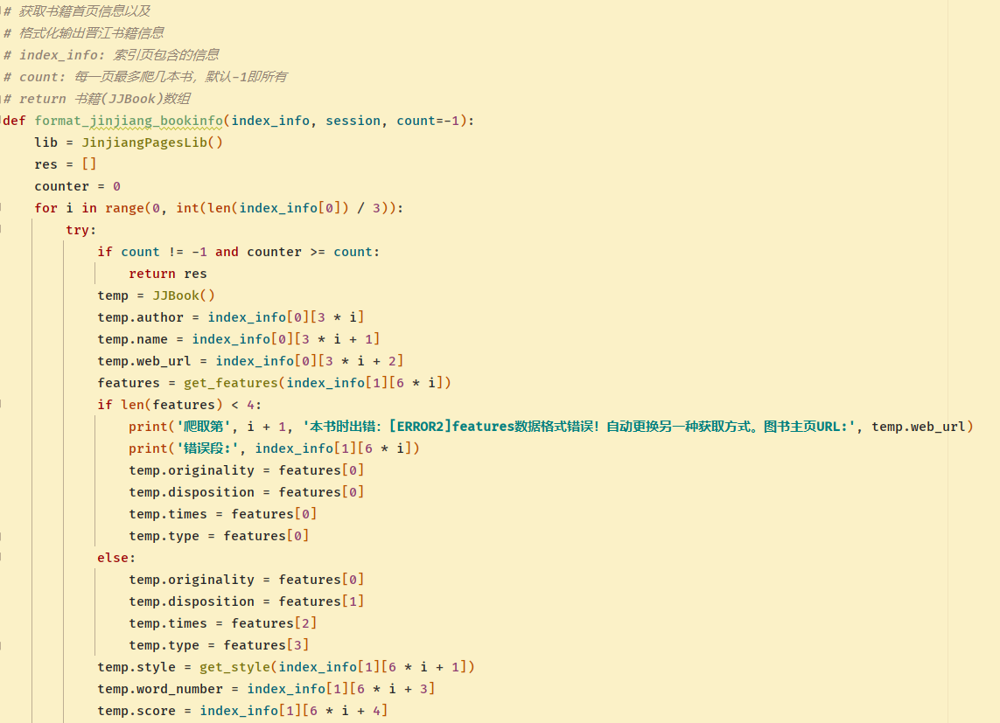 # 获取书籍首页信息以及
# 格式化输出晋江书籍信息
# index_info: 索引页包含的信息
# count: 每一页最多爬几本书，默认-1即所有
# return 书籍(JJBook)数组
def format_jinjiang_bookinfo(index_info, session, count=-1):
    lib = JinjiangPagesLib()
    res = []
    counter = 0
    for i in range(0, int(len(index_info[0]) / 3)):
        try:
            if count != -1 and counter >= count:
                return res
            temp = JJBook()
            temp.author = index_info[0][3 * i]
            temp.name = index_info[0][3 * i + 1]
            temp.web_url = index_info[0][3 * i + 2]
            features = get_features(index_info[1][6 * i])
            if len(features) < 4:
                print('爬取第', i + 1, '本书时出错：[ERROR2]features数据格式错误！自动更换另一种获取方式。图书主页URL:', temp.web_url)
                print('错误段:', index_info[1][6 * i])
                temp.originality = features[0]
                temp.disposition = features[0]
                temp.times = features[0]
                temp.type = features[0]
            else:
                temp.originality = features[0]
                temp.disposition = features[1]
                temp.times = features[2]
                temp.type = features[3]
            temp.style = get_style(index_info[1][6 * i + 1])
            temp.word_number = index_info[1][6 * i + 3]
            temp.score = index_info[1][6 * i + 4]